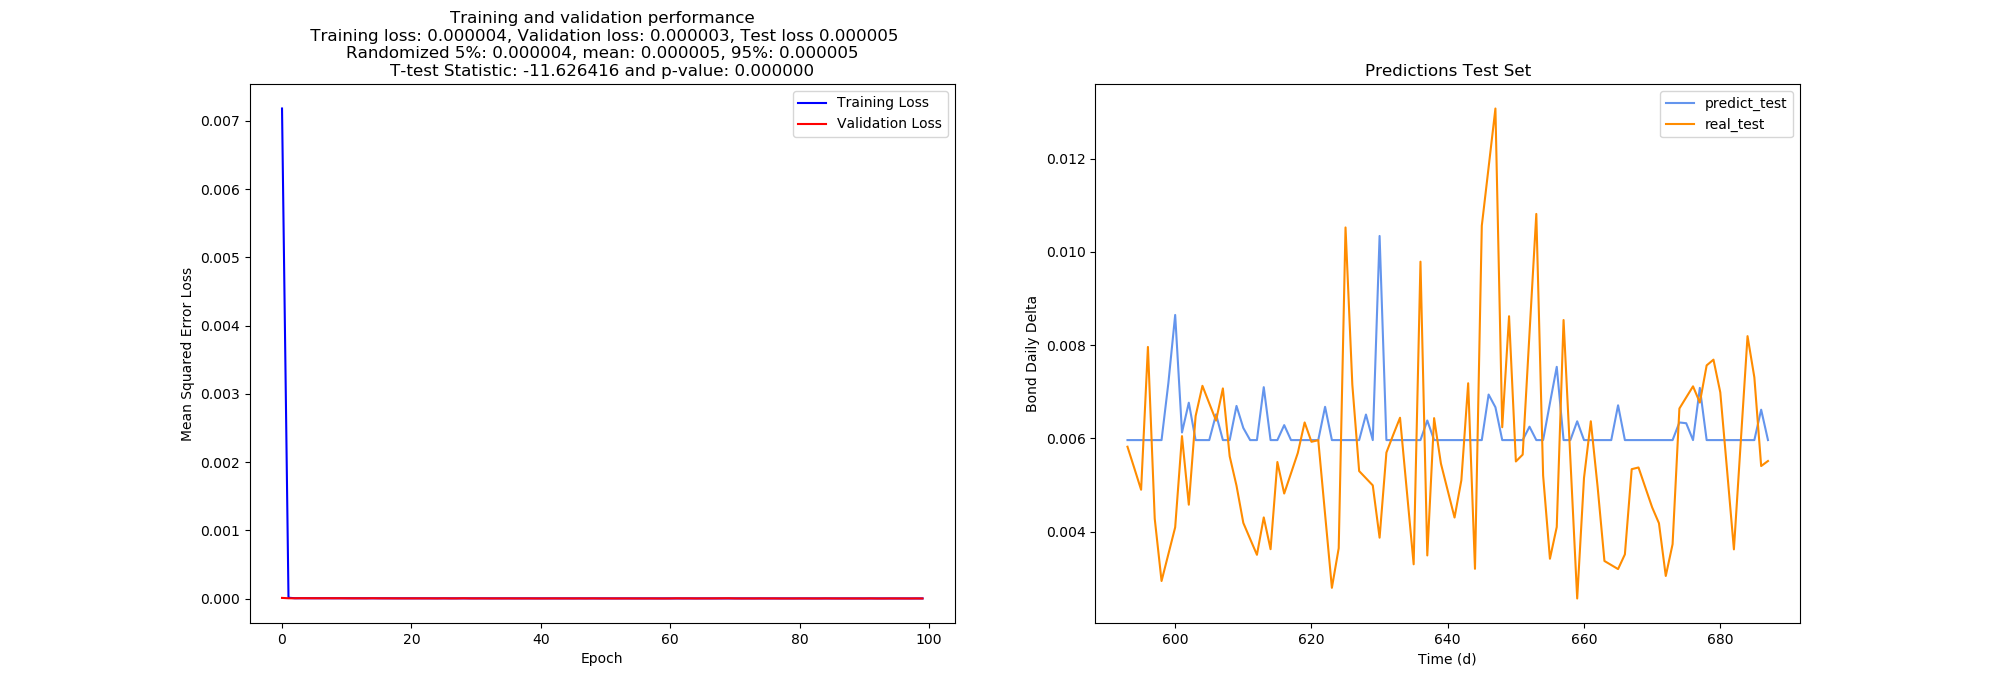 Training and validation performance
Training loss: 0.000004, Validation loss: 0.000003, Test loss 0.000005
Randomized 5%: 0.000004, mean: 0.000005, 95%: 0.000005
T-test Statistic: -11.626416 and p-value: 0.000000
Training Loss
Validation Loss
0.007
0.006
0.005
0.004
0.003
0.002
0.001
0.000
Mean Squared Error Loss
0
20
40
60
80
100
Epoch
Predictions Test Set
predict_test
real_test
0.012
0.010
0.008
0.006
0.004
Bond Daily Delta
600
620
640
660
680
Time (d)